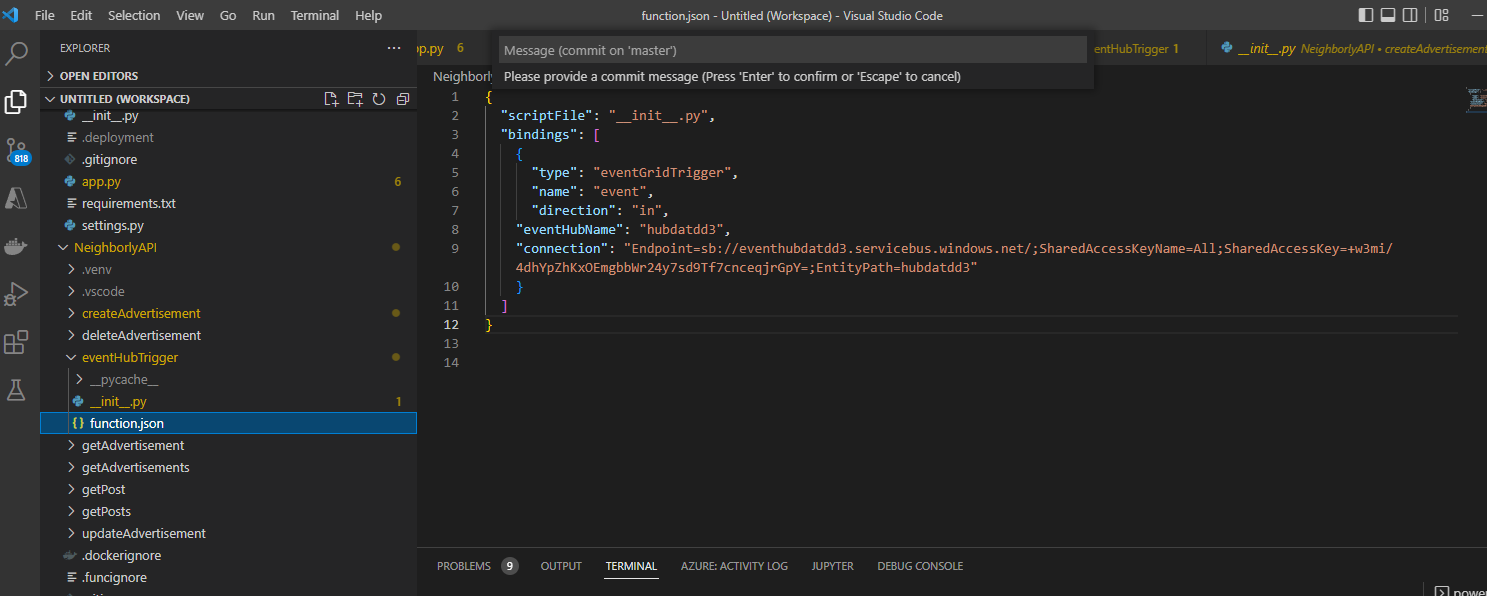 File Edit Selection View Go Run Terminal Help
function.json - Untitled (Workspace) - Visual Studio Code
EXPLORER
OPEN EDITORS
UNTITLED (WORKSPACE)
__init__.py
.deployment
.gitignore
app.py 6
requirements.txt
settings.py
NeighborlyAPI
.venv
.vscode
createAdvertisement
deleteAdvertisement
eventHubTrigger
__pycache__
__init__.py 1
{} function.json
getAdvertisement
getAdvertisements
getPost
getPosts
updateAdvertisement
.dockerignore
.funcignore
818
pp.py 6
Message (commit on 'master')
Please provide a commit message (Press 'Enter' to confirm or 'Escape' to cancel)
entHubTrigger 1
__init__.py NeighborlyAPI • createAdvertisement
Neighborly
1 {
2 "scriptFile": "__init__.py",
3 "bindings": [
4 {
5 "type": "eventGridTrigger",
6 "name": "event",
7 "direction": "in",
8 "eventHubName": "hubdatdd3",
9 "connection": "Endpoint=sb://eventhubdatdd3.servicebus.windows.net/;SharedAccessKeyName=All;SharedAccessKey=+w3mi/
4dhYpZhKxOEmgbbWr24y7sd9Tf7cnceqjrGpY=;EntityPath=hubdatdd3"
10 }
11 ]
12 }
13
14
PROBLEMS 9 OUTPUT TERMINAL AZURE: ACTIVITY LOG JUPYTER DEBUG CONSOLE
power